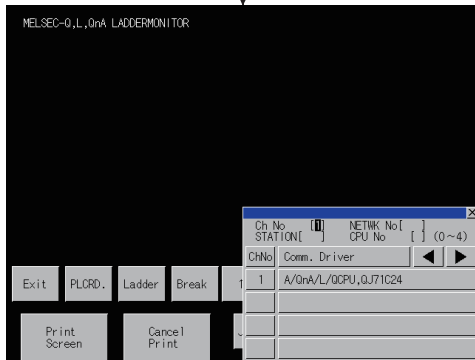 MELSEC-Q,L,QnA LADDERMONITOR
Ch No [1] NETWK No[ ]
STATION[ ] CPU No [ ] (0~4)
ChNo Comm. Driver
1 A/QnA/L/QCPU,QJ71C24
Exit PLCRD. Ladder Break
Print Screen
Cancel Print